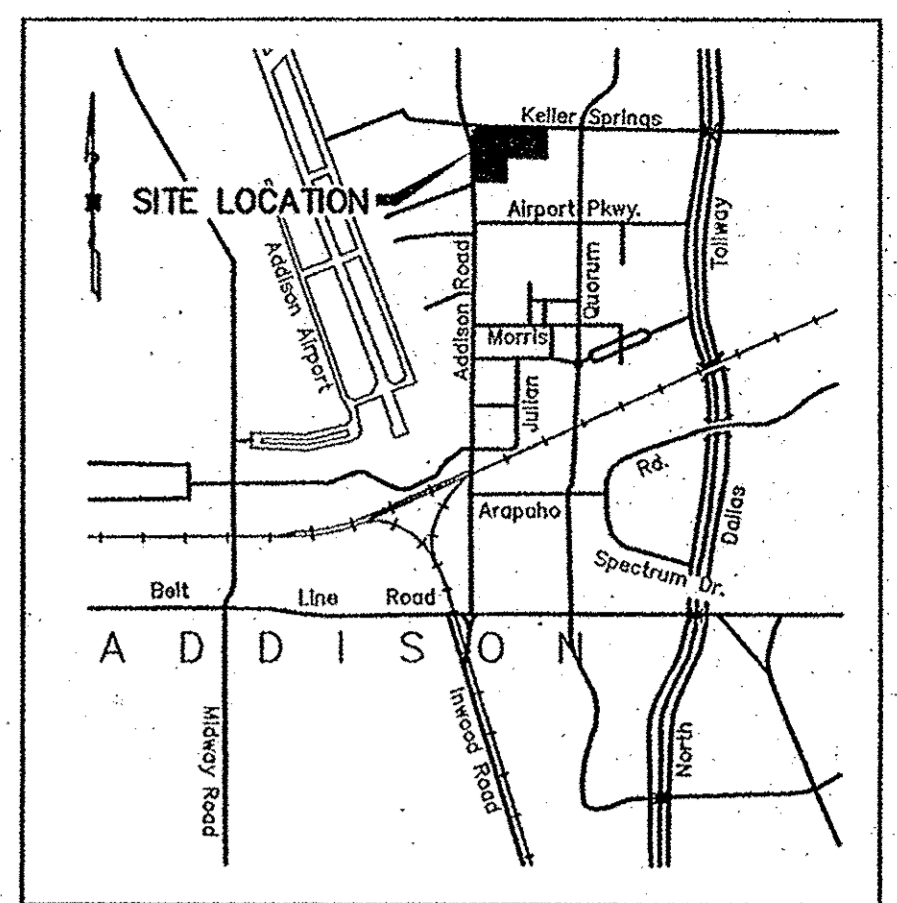 Keller Springs
SITE LOCATION
Airport Pkwy.
Tollway
Addison Airport
Addison Road
Quorum
Morris
Julian
Rd.
Arapaho
Dallas
Spectrum Dr.
Belt Line Road
ADDISON
Midway Road
Inwood Road
North